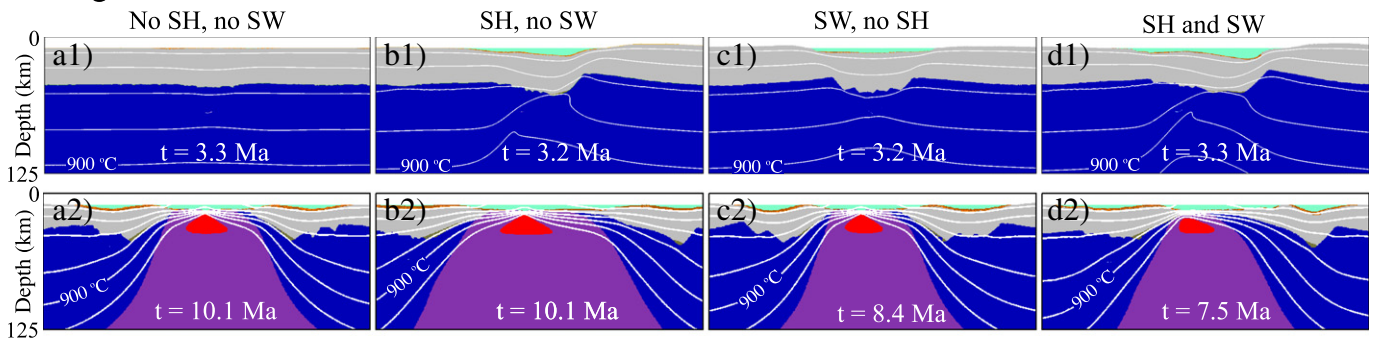 No SH, no SW
SH, no SW
SW, no SH
SH and SW
0
Depth (km)
125
a1)
900 °C
t = 3.3 Ma
b1)
900 °C
t = 3.2 Ma
c1)
900 °C
t = 3.2 Ma
d1)
900 °C
t = 3.3 Ma
0
Depth (km)
125
a2)
900 °C
t = 10.1 Ma
b2)
900 °C
t = 10.1 Ma
c2)
900 °C
t = 8.4 Ma
d2)
900 °C
t = 7.5 Ma